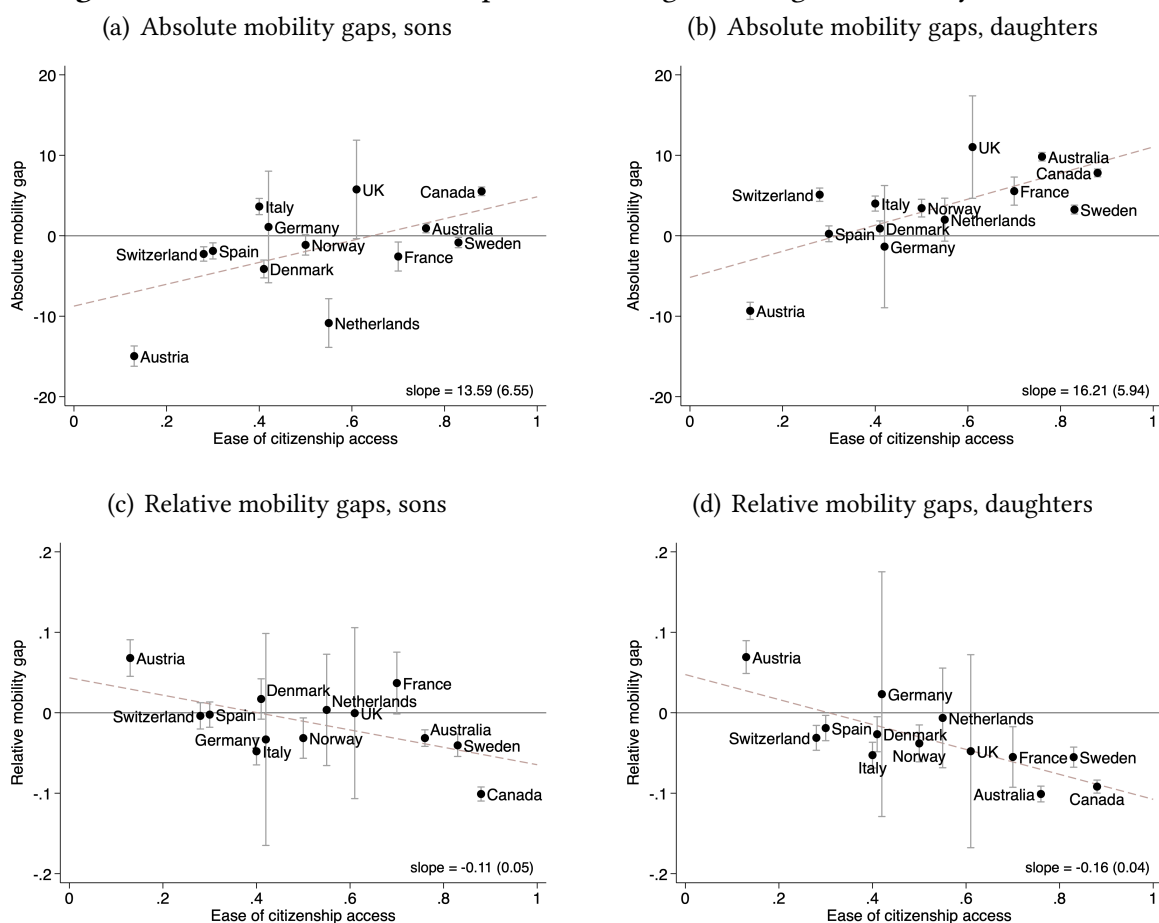 (a) Absolute mobility gaps, sons
20
10
0
-10
-20
Absolute mobility gap
UK
Canada
Italy
Germany
Australia
Switzerland
Spain
Norway
Sweden
France
Denmark
Netherlands
Austria
slope = 13.59 (6.55)
0 .2 .4 .6 .8 1
Ease of citizenship access
(b) Absolute mobility gaps, daughters
20
10
0
-10
-20
Absolute mobility gap
UK
Australia
Canada
Switzerland
France
Italy
Norway
Sweden
Netherlands
Spain
Denmark
Germany
Austria
slope = 16.21 (5.94)
0 .2 .4 .6 .8 1
Ease of citizenship access
(c) Relative mobility gaps, sons
.2
.1
0
-.1
-.2
Relative mobility gap
Austria
France
Denmark
Netherlands
Switzerland
Spain
UK
Australia
Germany
Norway
Sweden
Italy
Canada
slope = -0.11 (0.05)
0 .2 .4 .6 .8 1
Ease of citizenship access
(d) Relative mobility gaps, daughters
.2
.1
0
-.1
-.2
Relative mobility gap
Austria
Germany
Netherlands
Spain
Switzerland
Denmark
Norway
UK
France
Sweden
Italy
Australia
Canada
slope = -0.16 (0.04)
0 .2 .4 .6 .8 1
Ease of citizenship access